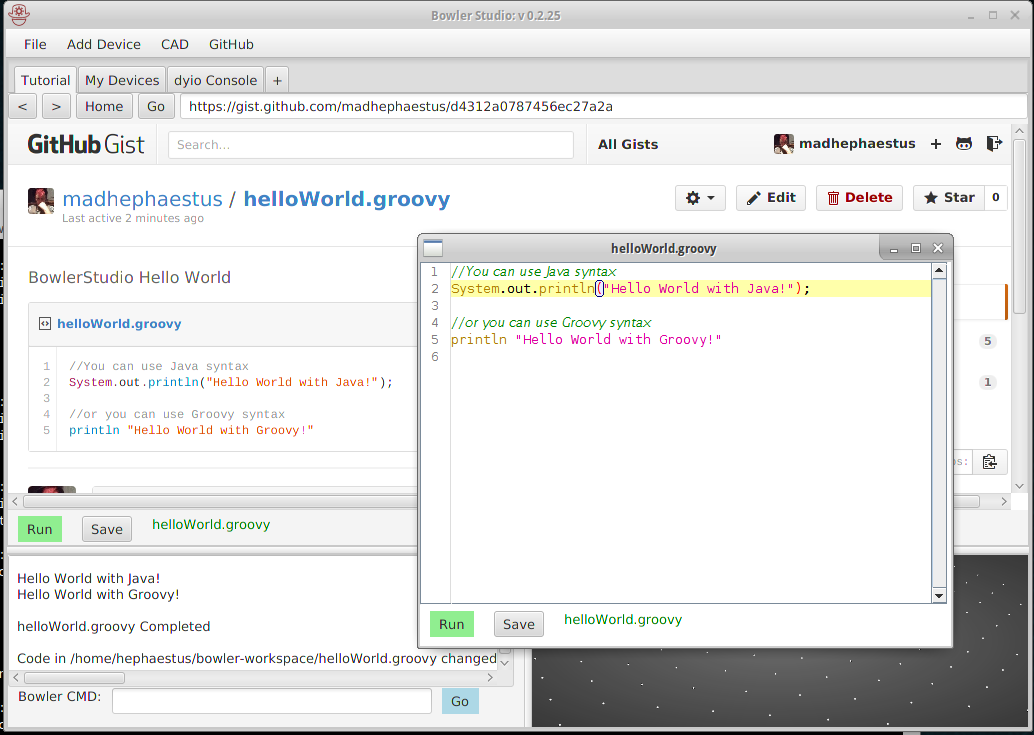 Bowler Studio: v 0.2.25
File Add Device CAD GitHub
Tutorial My Devices dyio Console +
< > Home Go https://gist.github.com/madhephaestus/d4312a0787456ec27a2a
GitHub Gist Search... All Gists madhephaestus +
madhephaestus / helloWorld.groovy Edit Delete Star 0
Last active 2 minutes ago
BowlerStudio Hello World
helloWorld.groovy
1 //You can use Java syntax
2 System.out.println("Hello World with Java!");
3
4 //or you can use Groovy syntax
5 println "Hello World with Groovy!"
5
1
Run Save helloWorld.groovy
helloWorld.groovy
1 //You can use Java syntax
2 System.out.println("Hello World with Java!");
3
4 //or you can use Groovy syntax
5 println "Hello World with Groovy!"
6
Run Save helloWorld.groovy
Hello World with Java!
Hello World with Groovy!
helloWorld.groovy Completed
Code in /home/hephaestus/bowler-workspace/helloWorld.groovy changed
Bowler CMD: Go